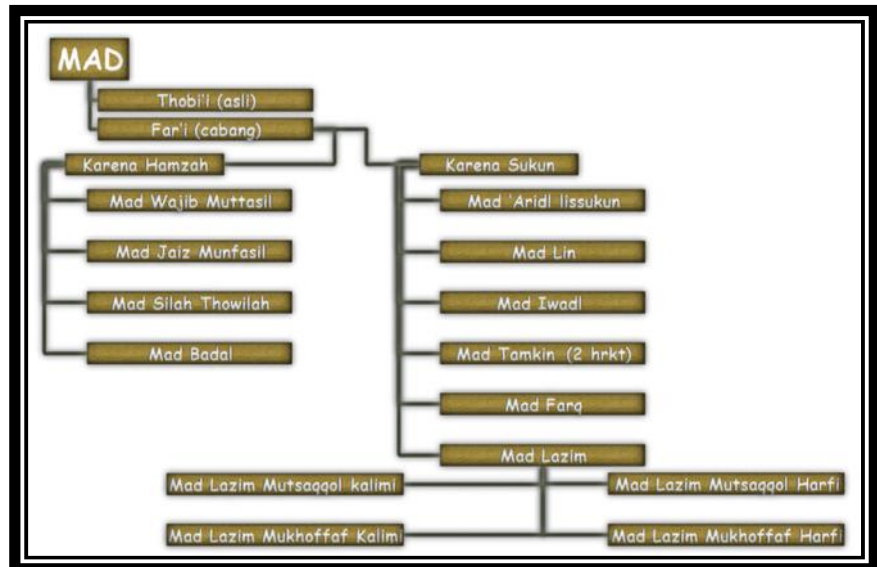 MAD
Thobi'i (asli)
Far'i (cabang)
Karena Hamzah
Mad Wajib Muttasil
Mad Jaiz Munfasil
Mad Silah Thowilah
Mad Badal
Karena Sukun
Mad 'Aridl lissukun
Mad Lin
Mad Iwadl
Mad Tamkin (2 hrkt)
Mad Farq
Mad Lazim
Mad Lazim Mutsaqqol kalimi
Mad Lazim Mutsaqqol Harfi
Mad Lazim Mukhoffaf Kalimi
Mad Lazim Mukhoffaf Harfi